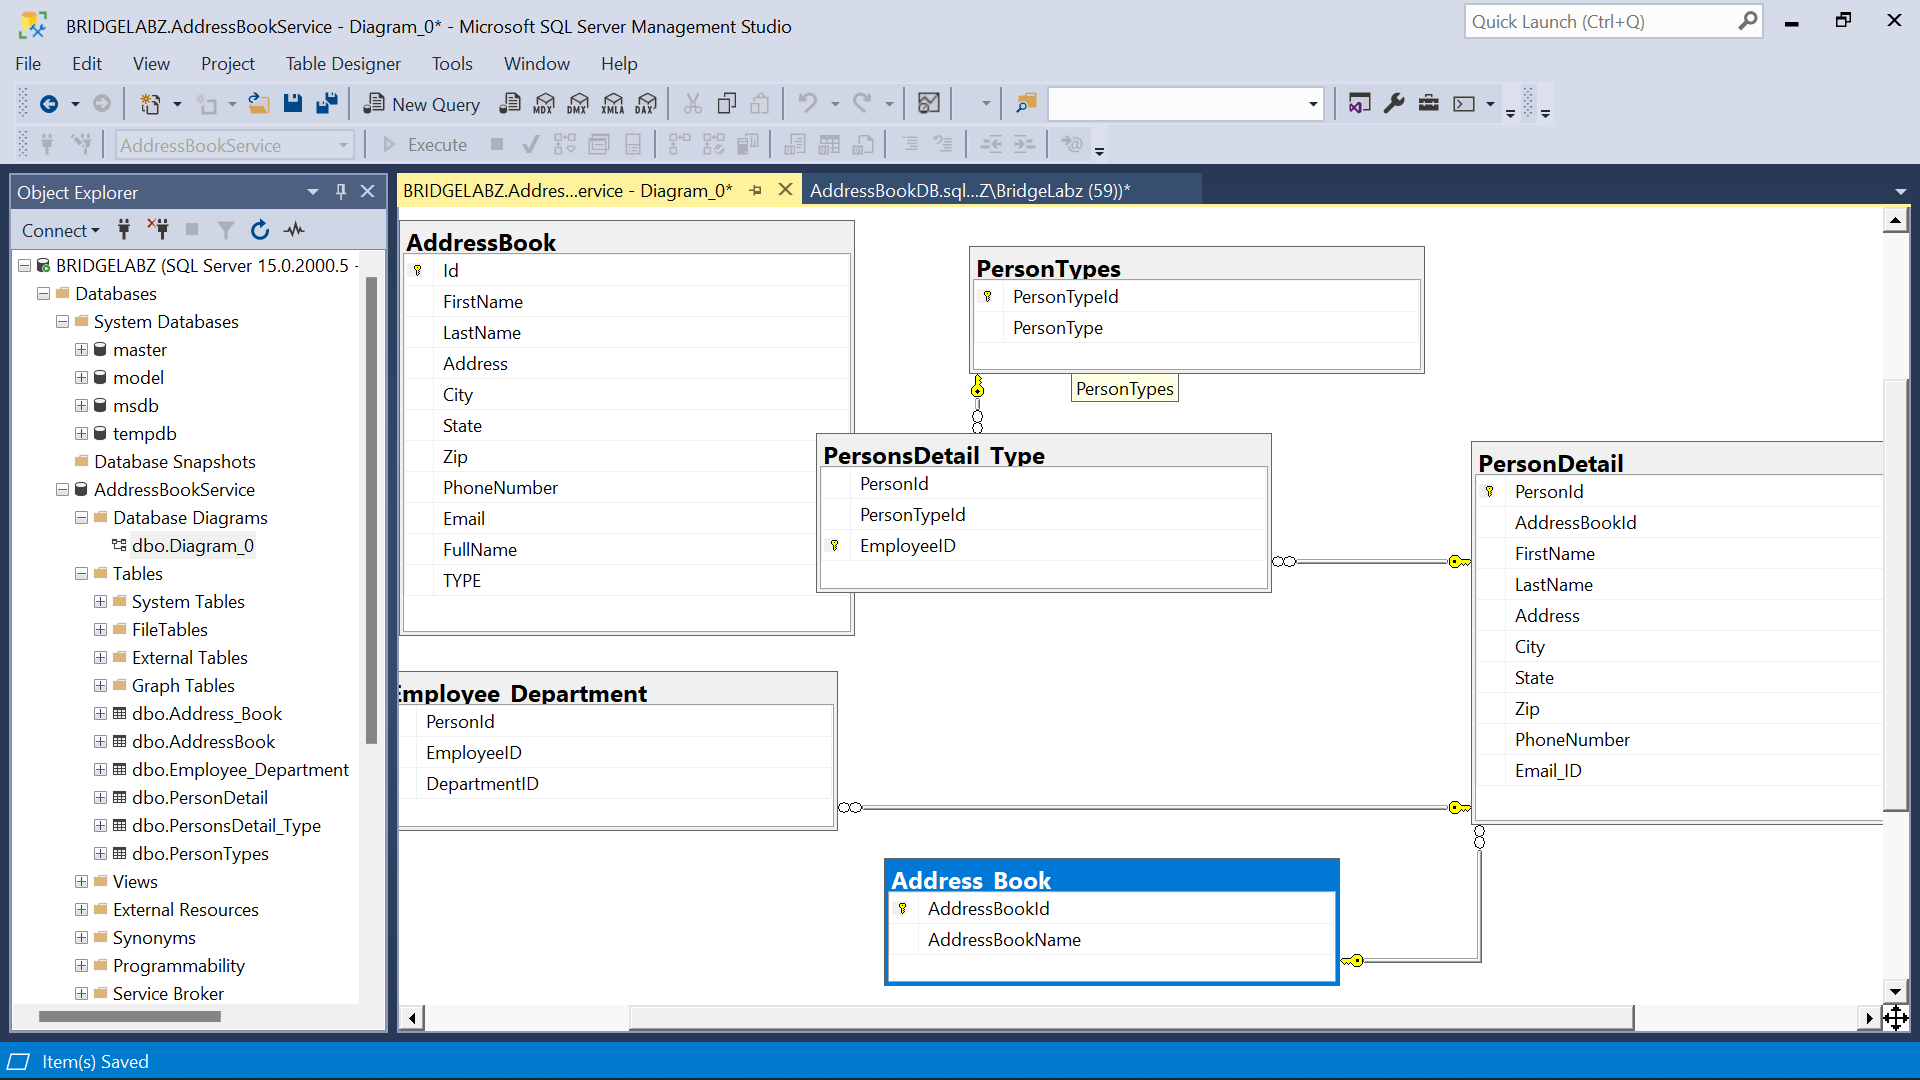 BRIDGELABZ.AddressBookService - Diagram_0* - Microsoft SQL Server Management Studio
Quick Launch (Ctrl+Q)
File Edit View Project Table Designer Tools Window Help
New Query MDX DMX XMLA DAX
AddressBookService Execute
Object Explorer
BRIDGELABZ.Addres...ervice - Diagram_0* AddressBookDB.sql...Z\BridgeLabz (59))*
Connect
BRIDGELABZ (SQL Server 15.0.2000.5 -
Databases
System Databases
master
model
msdb
tempdb
Database Snapshots
AddressBookService
Database Diagrams
dbo.Diagram_0
Tables
System Tables
FileTables
External Tables
Graph Tables
dbo.Address_Book
dbo.AddressBook
dbo.Employee_Department
dbo.PersonDetail
dbo.PersonsDetail_Type
dbo.PersonTypes
Views
External Resources
Synonyms
Programmability
Service Broker
AddressBook
Id
FirstName
LastName
Address
City
State
Zip
PhoneNumber
Email
FullName
TYPE
PersonTypes
PersonTypeId
PersonType
PersonTypes
PersonsDetail_Type
PersonId
PersonTypeId
EmployeeID
PersonDetail
PersonId
AddressBookId
FirstName
LastName
Address
City
State
Zip
PhoneNumber
Email_ID
Employee_Department
PersonId
EmployeeID
DepartmentID
Address_Book
AddressBookId
AddressBookName
Item(s) Saved